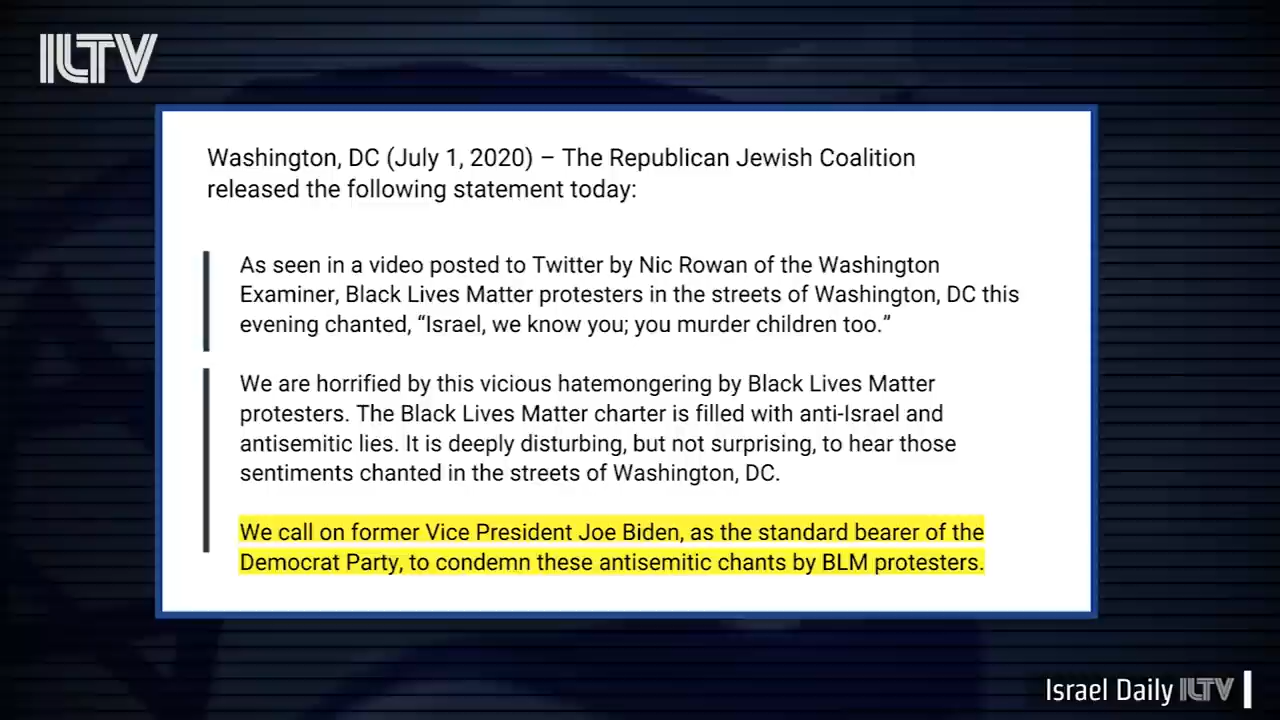 ILTV
Washington, DC (July 1, 2020) – The Republican Jewish Coalition
released the following statement today:
As seen in a video posted to Twitter by Nic Rowan of the Washington
Examiner, Black Lives Matter protesters in the streets of Washington, DC this
evening chanted, “Israel, we know you; you murder children too.”
We are horrified by this vicious hatemongering by Black Lives Matter
protesters. The Black Lives Matter charter is filled with anti-Israel and
antisemitic lies. It is deeply disturbing, but not surprising, to hear those
sentiments chanted in the streets of Washington, DC.
We call on former Vice President Joe Biden, as the standard bearer of the
Democrat Party, to condemn these antisemitic chants by BLM protesters.
Israel Daily ILTV